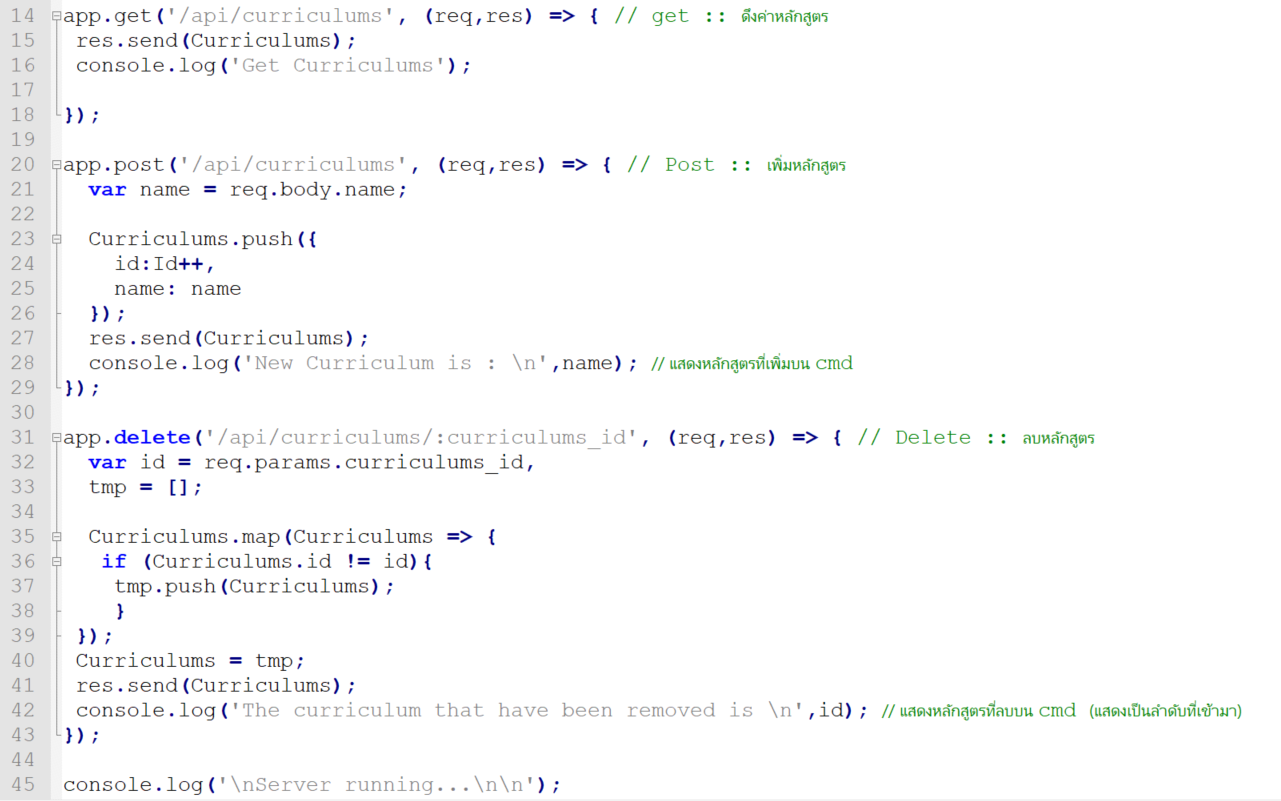 14 app.get('/api/curriculums', (req,res) => { // get :: ดึงค่าหลักสูตร
15 res.send(Curriculums);
16 console.log('Get Curriculums');
17
18 });
19
20 app.post('/api/curriculums', (req,res) => { // Post :: เพิ่มหลักสูตร
21 var name = req.body.name;
22
23 Curriculums.push({
24 id:Id++,
25 name: name
26 });
27 res.send(Curriculums);
28 console.log('New Curriculum is : \n',name); // แสดงหลักสูตรที่เพิ่มบน cmd
29 });
30
31 app.delete('/api/curriculums/:curriculums_id', (req,res) => { // Delete :: ลบหลักสูตร
32 var id = req.params.curriculums_id,
33 tmp = [];
34
35 Curriculums.map(Curriculums => {
36 if (Curriculums.id != id){
37 tmp.push(Curriculums);
38 }
39 });
40 Curriculums = tmp;
41 res.send(Curriculums);
42 console.log('The curriculum that have been removed is \n',id); // แสดงหลักสูตรที่ลบบน cmd (แสดงเป็นลำดับที่เข้ามา)
43 });
44
45 console.log('\nServer running...\n\n');